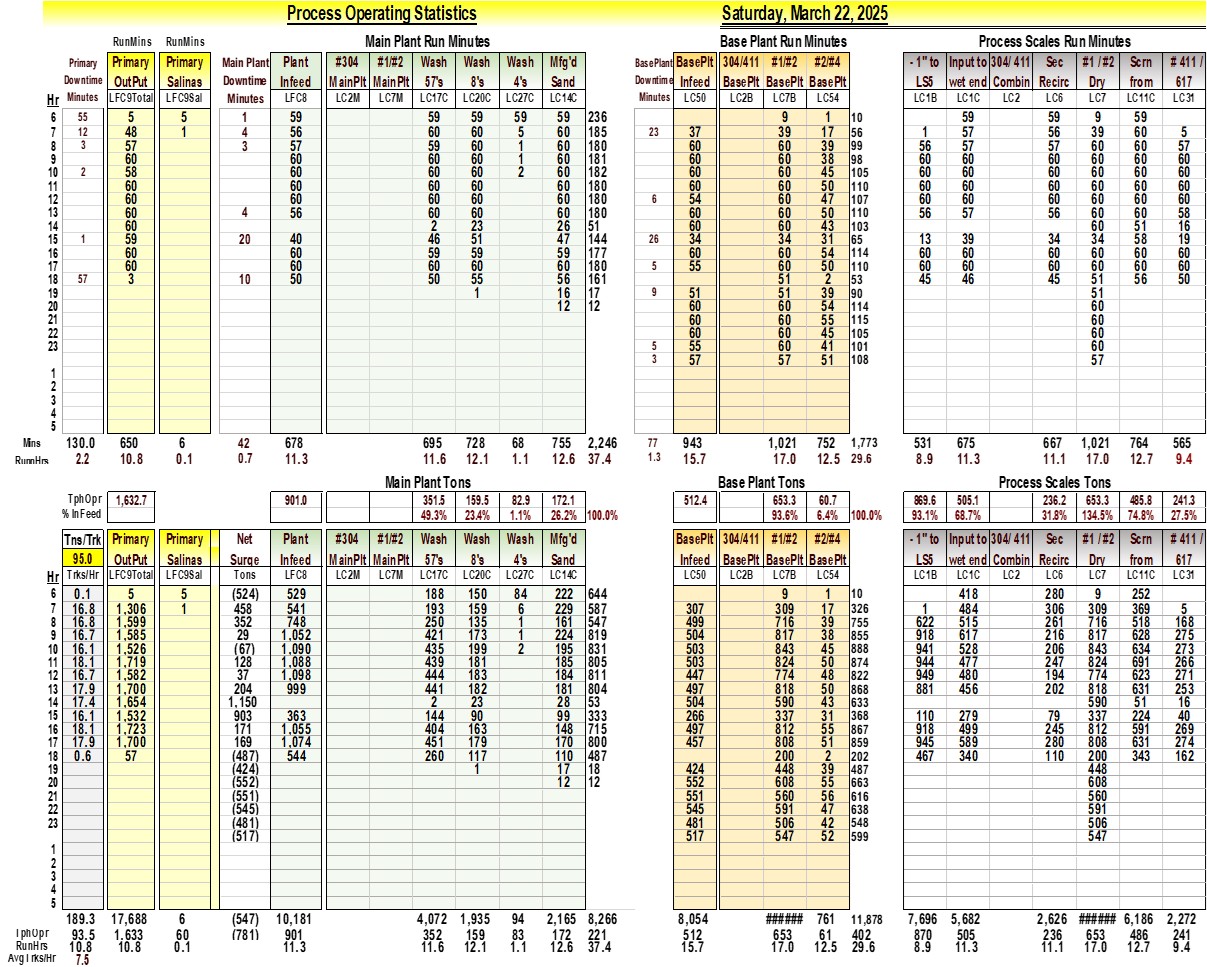 Process Operating Statistics Saturday, March 22, 2025
RunMins RunMins Main Plant Run Minutes Base Plant Run Minutes Process Scales Run Minutes
Primary Primary Primary Main Plant Plant #304 #1/#2 Wash Wash Wash Mfg'd BasePlant BasePlt 304/411 #1/#2 #2/#4 - 1" to Input to 304/ 411 Sec #1 / #2 Scrn # 411 /
Downtime OutPut Salinas Downtime Infeed MainPlt MainPlt 57's 8's 4's Sand Downtime Infeed BasePlt BasePlt BasePlt LS5 wet end Combin Recirc Dry from 617
Hr Minutes LFC9Total LFC9Sal Minutes LFC8 LC2M LC7M LC17C LC20C LC27C LC14C Minutes LC50 LC2B LC7B LC54 LC1B LC1C LC2 LC6 LC7 LC11C LC31
6 55 5 5 1 59 59 59 59 59 236 9 1 10 59 59 9 59
7 12 48 1 4 56 60 60 5 60 185 23 37 39 17 56 1 57 56 39 60 5
8 3 57 3 57 59 60 1 60 180 60 60 39 99 56 57 57 60 60 57
9 60 60 60 60 1 60 181 60 60 38 98 60 60 60 60 60 60
10 2 58 60 60 60 2 60 182 60 60 45 105 60 60 60 60 60 60
11 60 60 60 60 60 180 60 60 50 110 60 60 60 60 60 60
12 60 60 60 60 60 180 6 54 60 47 107 60 60 60 60 60 60
13 60 4 56 60 60 60 180 60 60 50 110 56 57 56 60 60 58
14 60 2 23 26 51 60 60 43 103 60 51 16
15 1 59 20 40 46 51 47 144 26 34 34 31 65 13 39 34 34 58 19
16 60 60 59 60 59 177 60 60 54 114 60 60 60 60 60 60
17 60 60 60 60 60 180 5 55 60 50 110 60 60 60 60 60 60
18 57 3 10 50 50 55 56 161 51 2 53 45 46 45 51 56 50
19 1 16 17 9 51 51 39 90 51
20 12 12 60 60 54 114 60
21 60 60 55 115 60
22 60 60 45 105 60
23 5 55 60 41 101 60
3 57 57 51 108 57
1
2
3
4
5
Mins 130.0 650 6 42 678 695 728 68 755 2,246 77 943 1,021 752 1,773 531 675 667 1,021 764 565
RunnHrs 2.2 10.8 0.1 0.7 11.3 11.6 12.1 1.1 12.6 37.4 1.3 15.7 17.0 12.5 29.6 8.9 11.3 11.1 17.0 12.7 9.4
Main Plant Tons Base Plant Tons Process Scales Tons
TphOpr 1,632.7 901.0 351.5 159.5 82.9 172.1 512.4 653.3 60.7 869.6 505.1 236.2 653.3 485.8 241.3
% InFeed 49.3% 23.4% 1.1% 26.2% 100.0% 93.6% 6.4% 100.0% 93.1% 68.7% 31.8% 134.5% 74.8% 27.5%
Tns/Trk Primary Primary Net Plant #304 #1/#2 Wash Wash Wash Mfg'd BasePlt 304/411 #1/#2 #2/#4 - 1" to Input to 304/ 411 Sec #1 / #2 Scrn # 411 /
95.0 OutPut Salinas Surge Infeed MainPlt MainPlt 57's 8's 4's Sand Infeed BasePlt BasePlt BasePlt LS5 wet end Combin Recirc Dry from 617
Hr Trks/Hr LFC9Total LFC9Sal Tons LFC8 LC2M LC7M LC17C LC20C LC27C LC14C LC50 LC2B LC7B LC54 LC1B LC1C LC2 LC6 LC7 LC11C LC31
6 0.1 5 5 (524) 529 188 150 84 222 644 9 1 10 418 280 9 252
7 16.8 1,306 1 458 541 193 159 6 229 587 307 309 17 326 1 484 306 309 369 5
8 16.8 1,599 352 748 250 135 1 161 547 499 716 39 755 622 515 261 716 518 168
9 16.7 1,585 29 1,052 421 173 1 224 819 504 817 38 855 918 617 216 817 628 275
10 16.1 1,526 (67) 1,090 435 199 2 195 831 503 843 45 888 941 528 206 843 634 273
11 18.1 1,719 128 1,088 439 181 185 805 503 824 50 874 944 477 247 824 691 266
12 16.7 1,582 37 1,098 444 183 184 811 447 774 48 822 949 480 194 774 623 271
13 17.9 1,700 204 999 441 182 181 804 497 818 50 868 881 456 202 818 631 253
14 17.4 1,654 1,150 2 23 28 53 504 590 43 633 590 51 16
15 16.1 1,532 903 363 144 90 99 333 266 337 31 368 110 279 79 337 224 40
16 18.1 1,723 171 1,055 404 163 148 715 497 812 55 867 918 499 245 812 591 269
17 17.9 1,700 169 1,074 451 179 170 800 457 808 51 859 945 589 280 808 631 274
18 0.6 57 (487) 544 260 117 110 487 200 2 202 467 340 110 200 343 162
19 (424) 1 17 18 424 448 39 487 448
20 (552) 12 12 552 608 55 663 608
21 (551) 551 560 56 616 560
22 (545) 545 591 47 638 591
23 (481) 481 506 42 548 506
(517) 517 547 52 599 547
1
2
3
4
5
189.3 17,688 6 (547) 10,181 4,072 1,935 94 2,165 8,266 8,054 ###### 761 11,878 7,696 5,682 2,626 ###### 6,186 2,272
TphOpr 93.5 1,633 60 (781) 901 352 159 83 172 221 512 653 61 402 870 505 236 653 486 241
RunHrs 10.8 10.8 0.1 11.3 11.6 12.1 1.1 12.6 37.4 15.7 17.0 12.5 29.6 8.9 11.3 11.1 17.0 12.7 9.4
AvgTrks/Hr 7.5